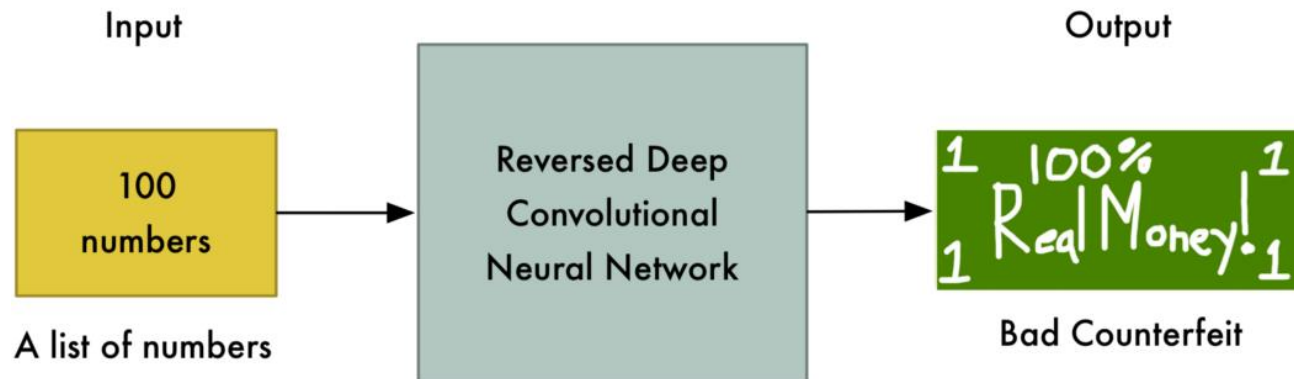 Input
100
numbers
A list of numbers
Reversed Deep
Convolutional
Neural Network
Output
1 100% 1
Real Money!
1 1
Bad Counterfeit